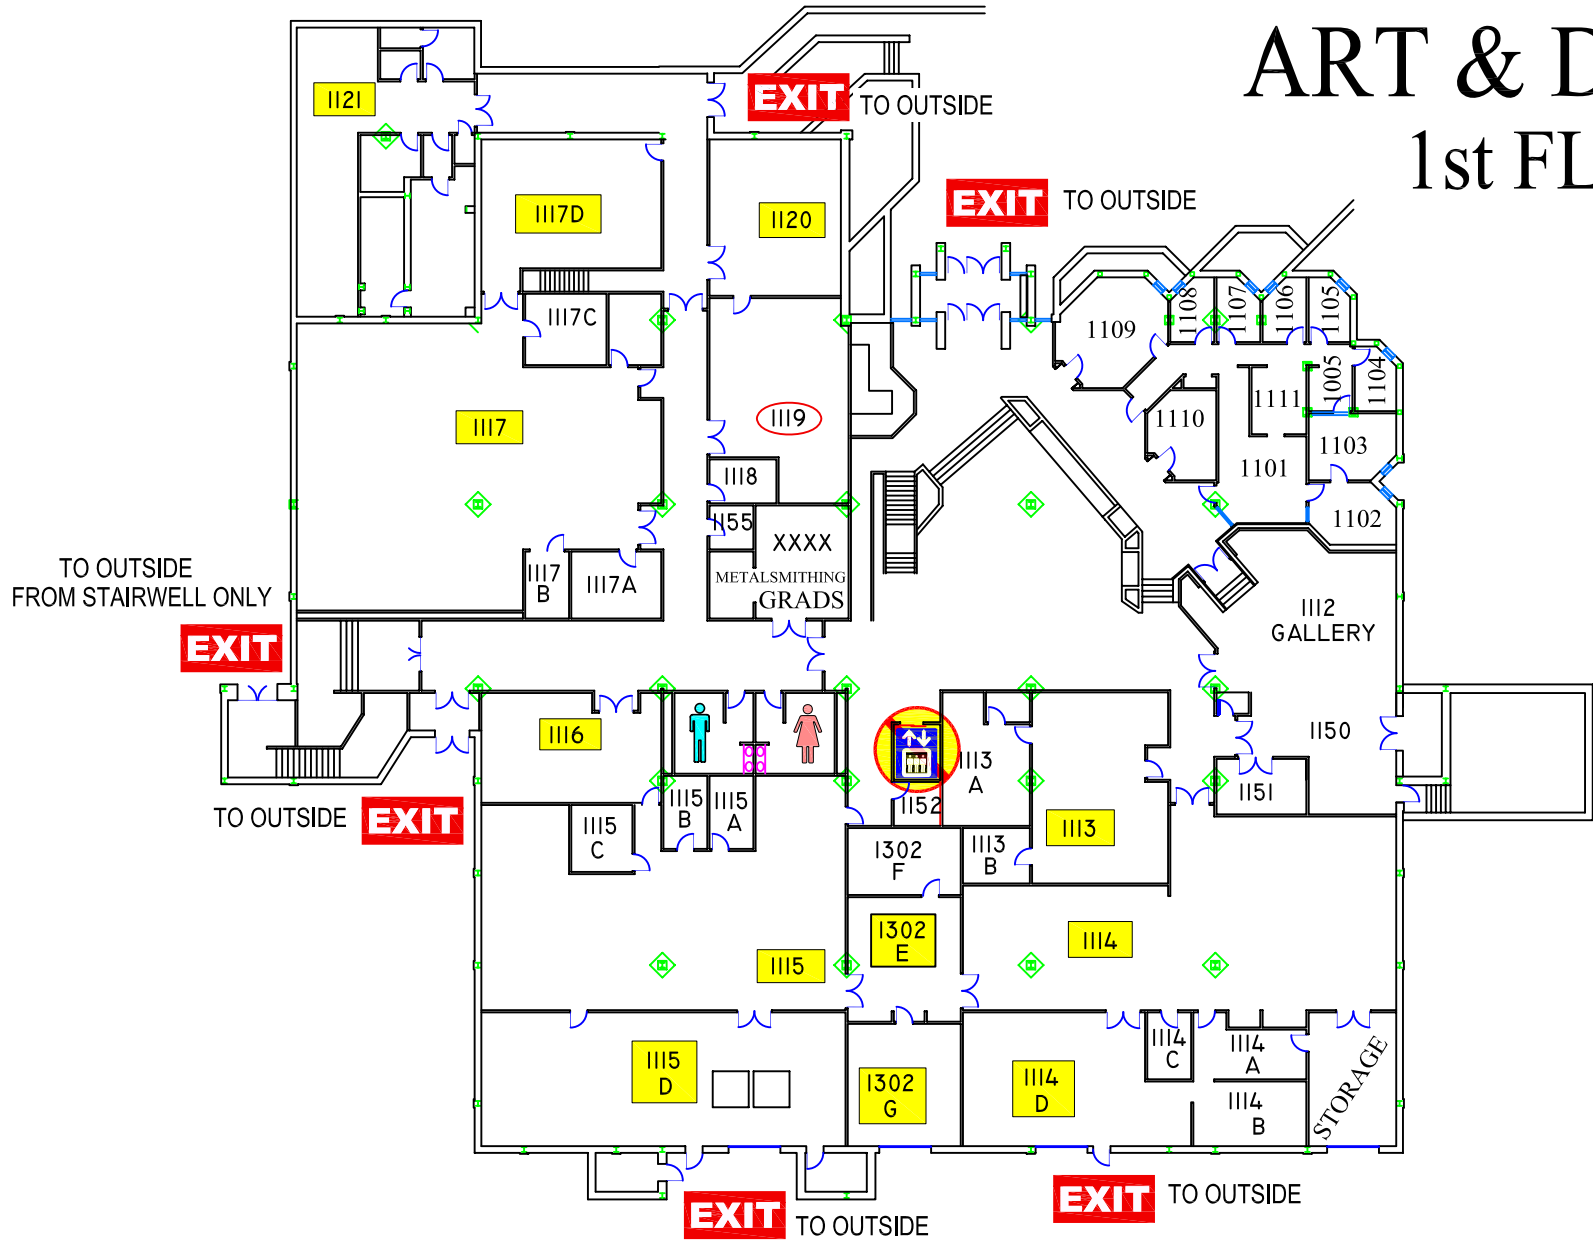 ART & D
1st FL
EXIT TO OUTSIDE
EXIT TO OUTSIDE
1121
1117D
1120
1117C
1108
1107
1106
1105
1109
1005
1104
1111
1117
1119
1110
1103
1118
1101
1155
1102
XXXX
METALSMITHING
GRADS
TO OUTSIDE
FROM STAIRWELL ONLY
EXIT
1117
B
1117A
1112
GALLERY
1116
1150
1113
A
1151
1152
TO OUTSIDE EXIT
1115
B
1115
A
1115
C
1113
1302
F
1113
B
1302
E
1114
1115
1115
D
1302
G
1114
D
1114
C
1114
A
1114
B
STORAGE
EXIT TO OUTSIDE
EXIT TO OUTSIDE